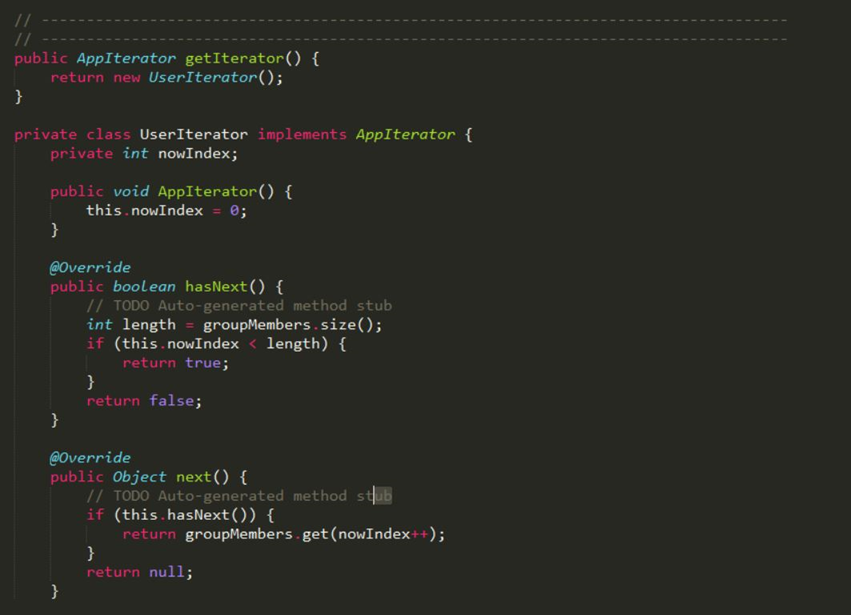 // -----------------------------------------------------------------------------------
// -----------------------------------------------------------------------------------
public AppIterator getIterator() {
    return new UserIterator();
}

private class UserIterator implements AppIterator {
    private int nowIndex;

    public void AppIterator() {
        this.nowIndex = 0;
    }

    @Override
    public boolean hasNext() {
        // TODO Auto-generated method stub
        int length = groupMembers.size();
        if (this.nowIndex < length) {
            return true;
        }
        return false;
    }

    @Override
    public Object next() {
        // TODO Auto-generated method stub
        if (this.hasNext()) {
            return groupMembers.get(nowIndex++);
        }
        return null;
    }